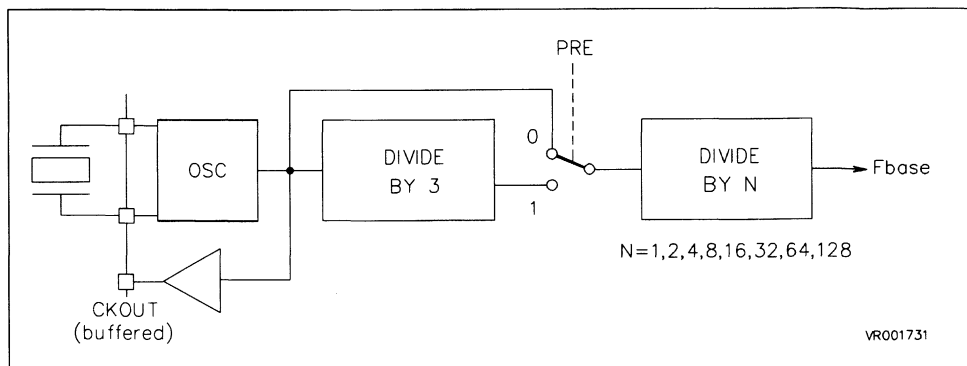 PRE
0
OSC
DIVIDE
BY 3
DIVIDE
BY N
Fbase
1
N=1,2,4,8,16,32,64,128
CKOUT
(buffered)
VR001731